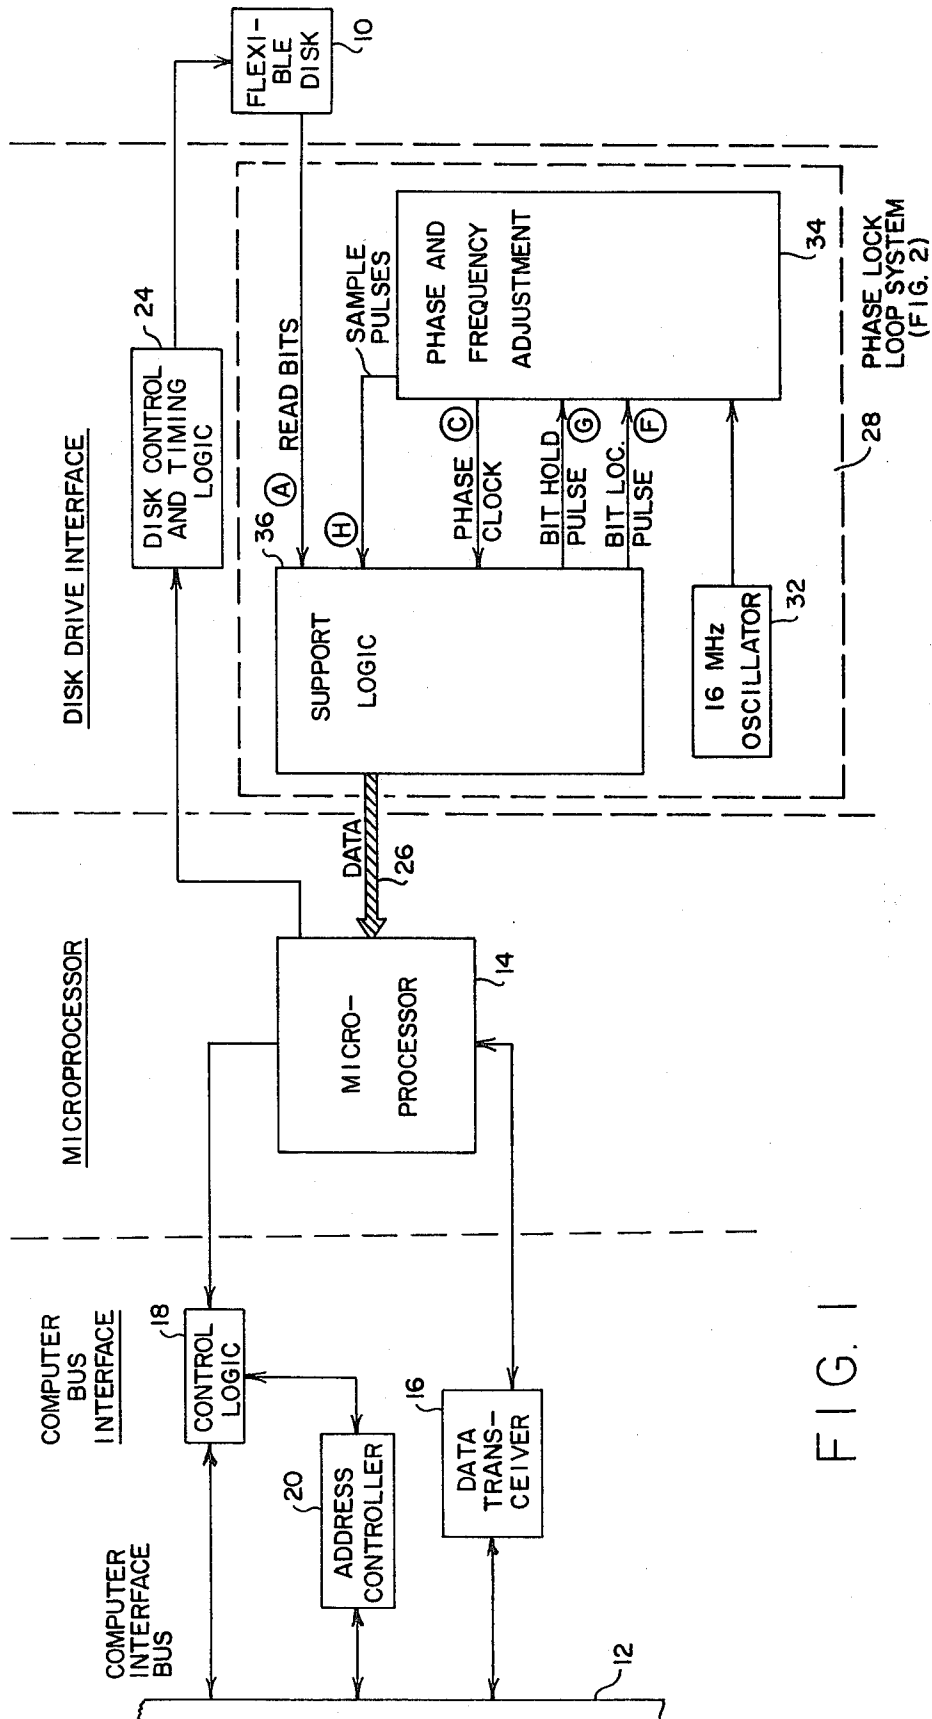 COMPUTER
INTERFACE
BUS
12
COMPUTER
BUS
INTERFACE
18
CONTROL
LOGIC
20
ADDRESS
CONTROLLER
16
DATA
TRANS-
CEIVER
MICROPROCESSOR
MICRO-
PROCESSOR
14
DATA
26
DISK DRIVE INTERFACE
DISK CONTROL
AND TIMING
LOGIC
24
36
SUPPORT
LOGIC
A
READ BITS
H
SAMPLE
PULSES
PHASE
CLOCK
C
BIT HOLD
PULSE
G
BIT LOC.
PULSE
F
PHASE AND
FREQUENCY
ADJUSTMENT
34
16 MHz
OSCILLATOR
32
28
PHASE LOCK
LOOP SYSTEM
(FIG. 2)
FLEXI-
BLE
DISK
10
FIG. 1